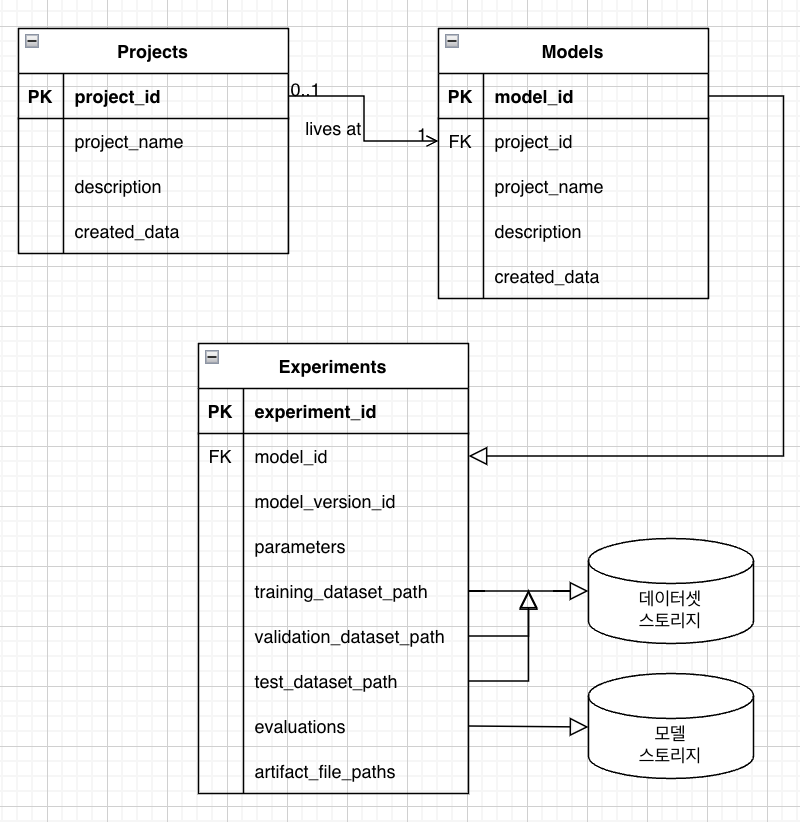 Projects
PK project_id
project_name
description
created_data
0..1
lives at
1
Models
PK model_id
FK project_id
project_name
description
created_data
Experiments
PK experiment_id
FK model_id
model_version_id
parameters
training_dataset_path
validation_dataset_path
test_dataset_path
evaluations
artifact_file_paths
데이터셋
스토리지
모델
스토리지